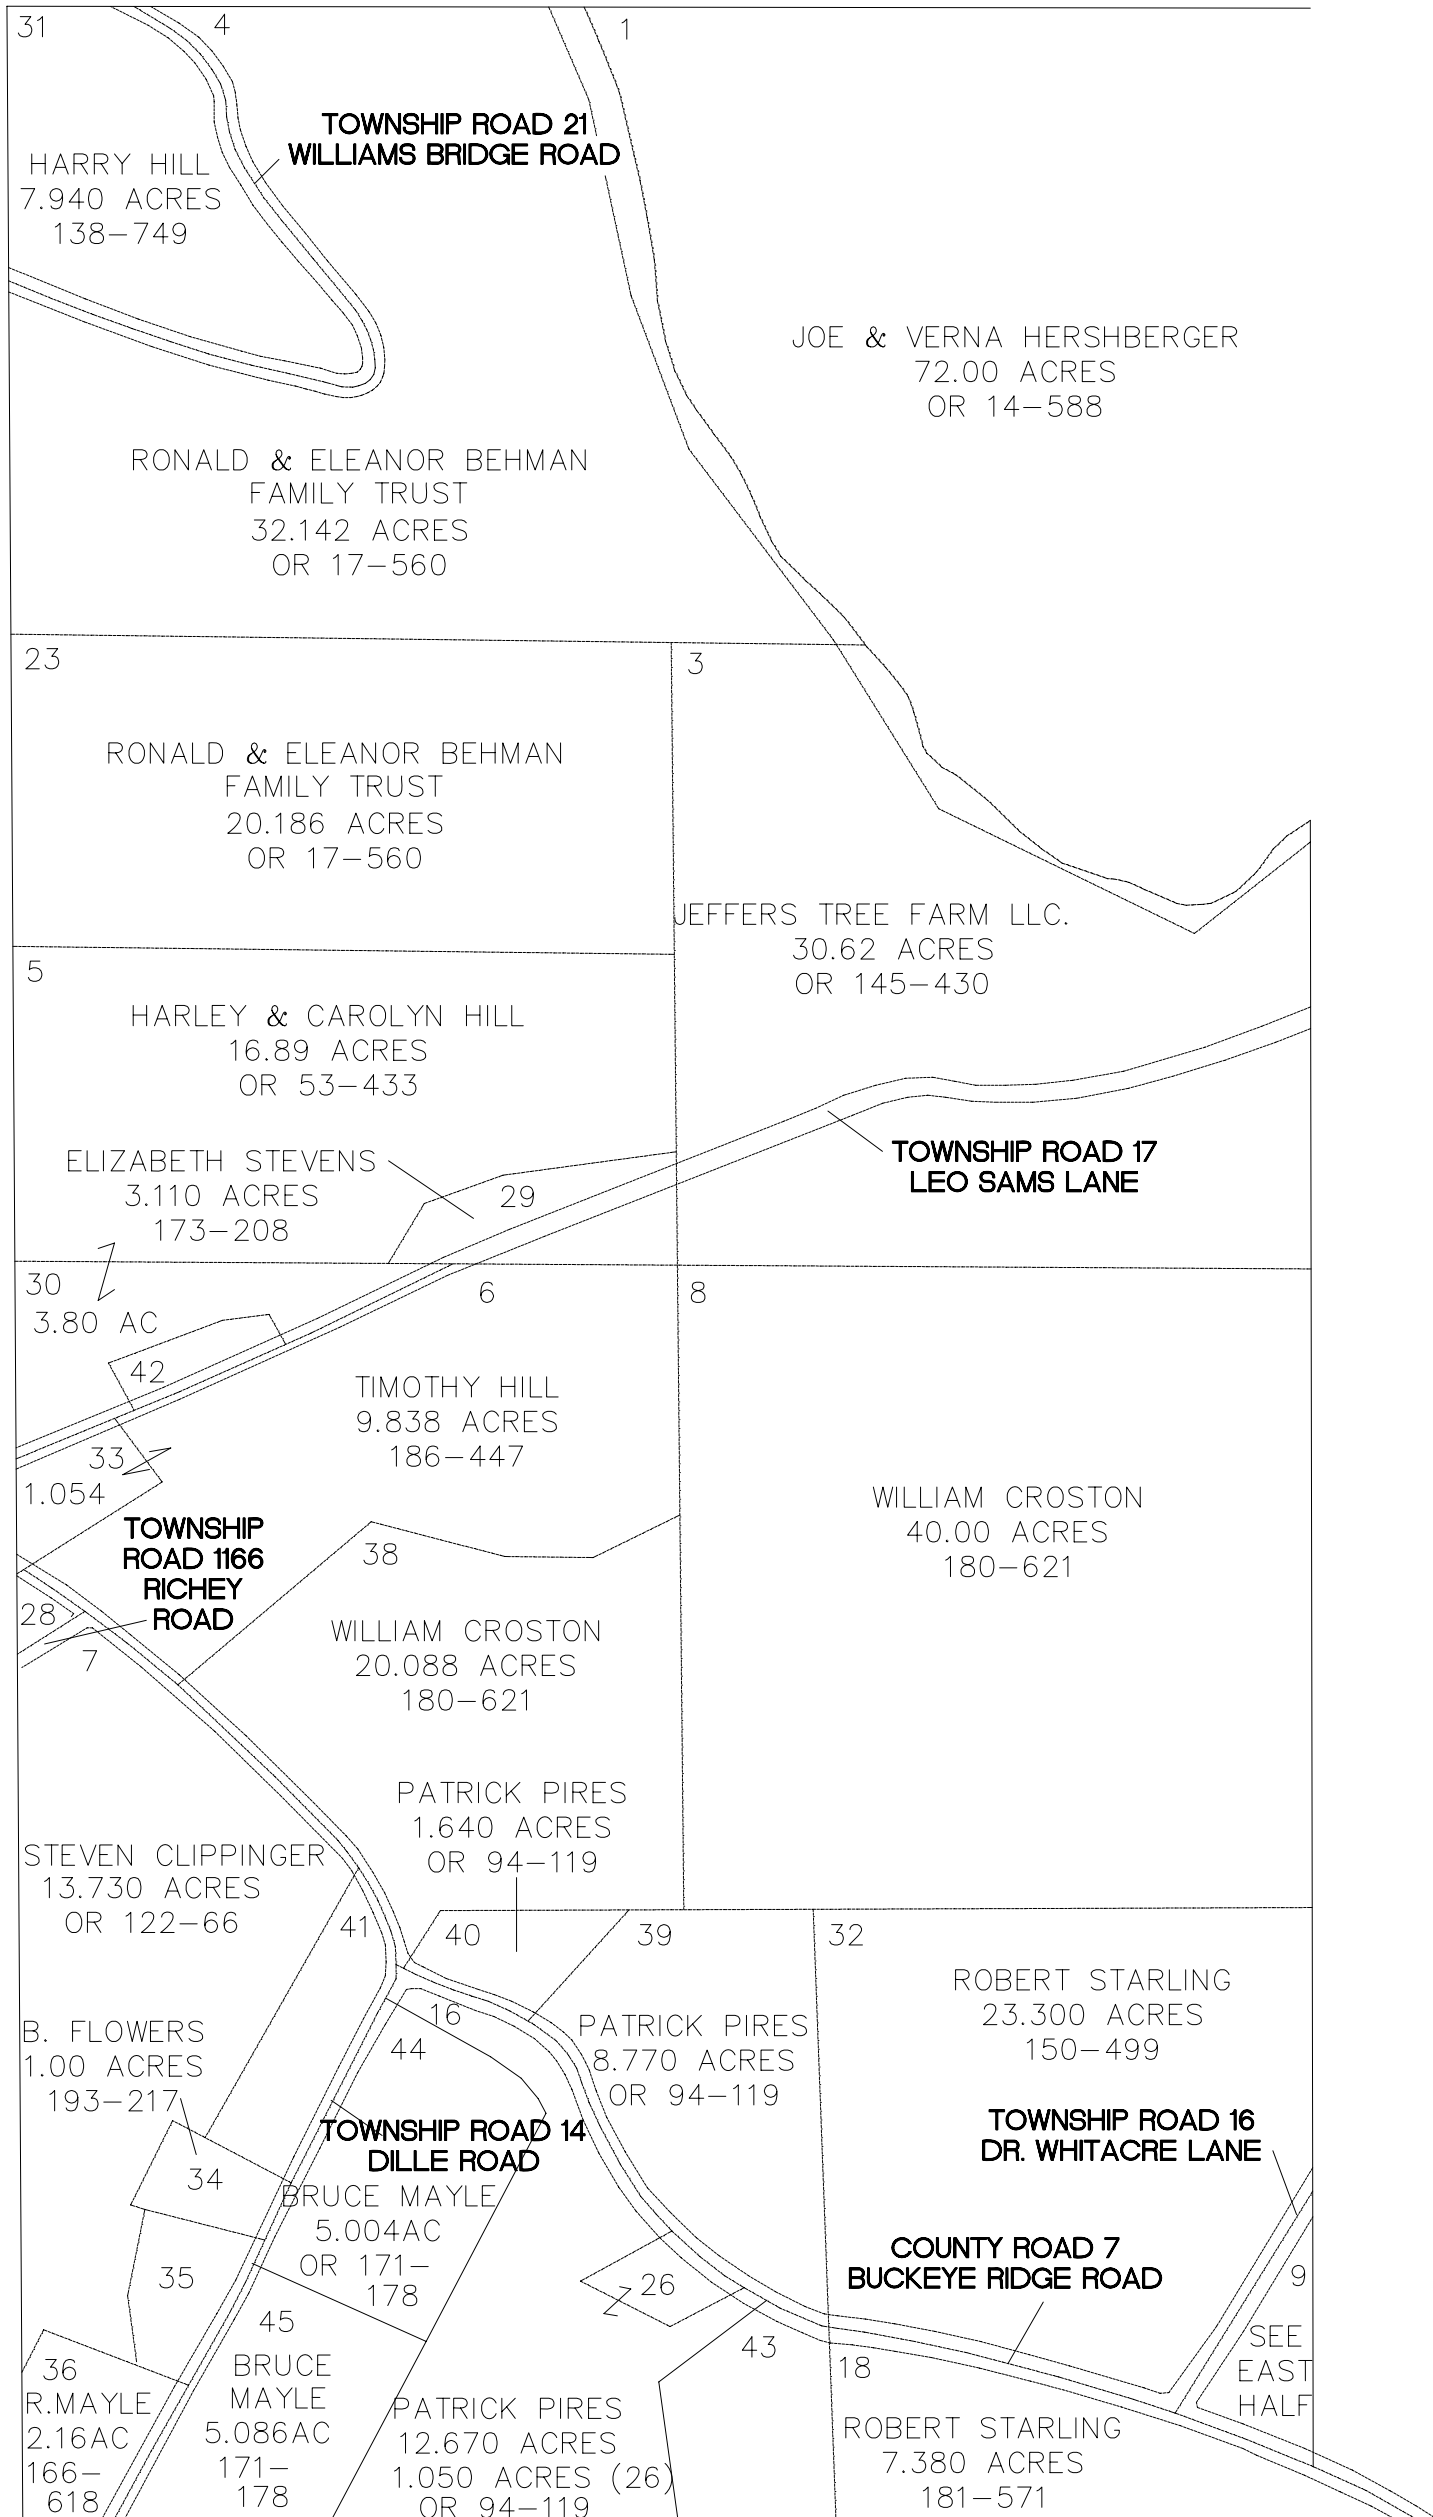 31
4
1
TOWNSHIP ROAD 21
WILLIAMS BRIDGE ROAD
HARRY HILL
7.940 ACRES
138-749
JOE & VERNA HERSHBERGER
72.00 ACRES
OR 14-588
RONALD & ELEANOR BEHMAN
FAMILY TRUST
32.142 ACRES
OR 17-560
23
3
RONALD & ELEANOR BEHMAN
FAMILY TRUST
20.186 ACRES
OR 17-560
JEFFERS TREE FARM LLC.
30.62 ACRES
OR 145-430
5
HARLEY & CAROLYN HILL
16.89 ACRES
OR 53-433
ELIZABETH STEVENS
3.110 ACRES
173-208
29
TOWNSHIP ROAD 17
LEO SAMS LANE
30
3.80 AC
6
8
42
TIMOTHY HILL
9.838 ACRES
186-447
33
1.054
WILLIAM CROSTON
40.00 ACRES
180-621
TOWNSHIP
ROAD 1166
RICHEY
ROAD
38
28
7
WILLIAM CROSTON
20.088 ACRES
180-621
PATRICK PIRES
1.640 ACRES
OR 94-119
STEVEN CLIPPINGER
13.730 ACRES
OR 122-66
41
40
39
32
ROBERT STARLING
23.300 ACRES
150-499
16
44
B. FLOWERS
1.00 ACRES
193-217
PATRICK PIRES
8.770 ACRES
OR 94-119
TOWNSHIP ROAD 16
DR. WHITACRE LANE
TOWNSHIP ROAD 14
DILLE ROAD
34
BRUCE MAYLE
5.004AC
OR 171-
178
COUNTY ROAD 7
BUCKEYE RIDGE ROAD
35
26
9
45
43
18
SEE
EAST
HALF
36
R.MAYLE
2.16AC
166-
618
BRUCE
MAYLE
5.086AC
171-
178
PATRICK PIRES
12.670 ACRES
1.050 ACRES (26)
OR 94-119
ROBERT STARLING
7.380 ACRES
181-571